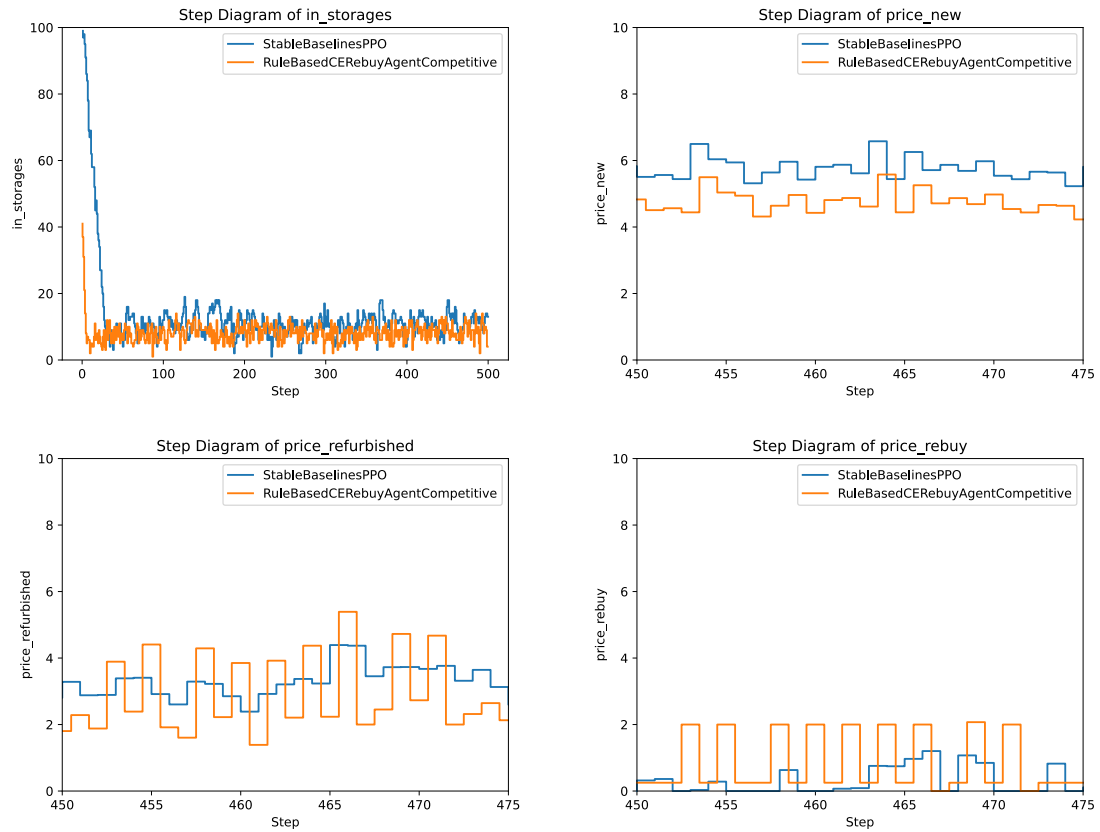 Step Diagram of in_storages
StableBaselinesPPO
RuleBasedCERebuyAgentCompetitive
100
80
60
40
20
0
in_storages
0 100 200 300 400 500
Step
Step Diagram of price_new
StableBaselinesPPO
RuleBasedCERebuyAgentCompetitive
10
8
6
4
2
0
price_new
450 455 460 465 470 475
Step
Step Diagram of price_refurbished
StableBaselinesPPO
RuleBasedCERebuyAgentCompetitive
10
8
6
4
2
0
price_refurbished
450 455 460 465 470 475
Step
Step Diagram of price_rebuy
StableBaselinesPPO
RuleBasedCERebuyAgentCompetitive
10
8
6
4
2
0
price_rebuy
450 455 460 465 470 475
Step